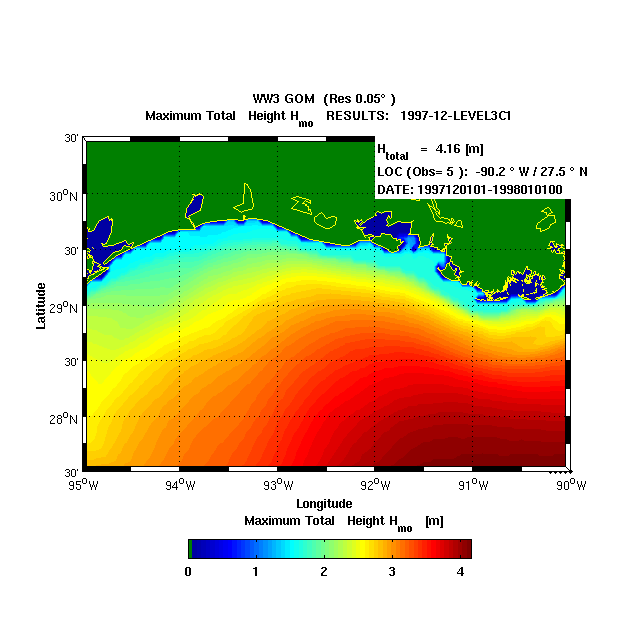 WW3 GOM (Res 0.05° )
Maximum Total Height Hmo RESULTS: 1997-12-LEVEL3C1
Htotal = 4.16 [m]
LOC (Obs= 5 ): -90.2 ° W / 27.5 ° N
DATE: 1997120101-1998010100
30'
30°N
30'
29°N
30'
28°N
30'
Latitude
95°W 94°W 93°W 92°W 91°W 90°W
Longitude
Maximum Total Height Hmo [m]
0 1 2 3 4